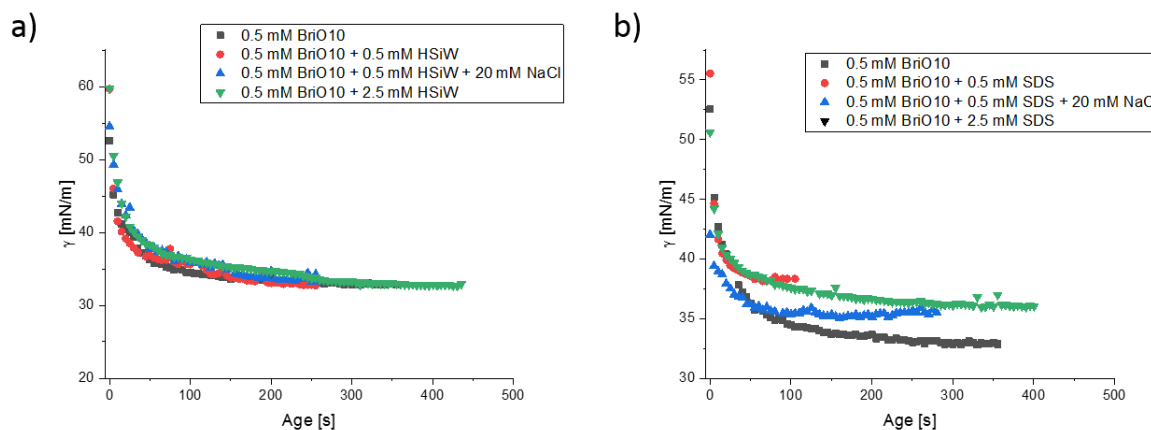 a)
0.5 mM BriO10
0.5 mM BriO10 + 0.5 mM HSiW
0.5 mM BriO10 + 0.5 mM HSiW + 20 mM NaCl
0.5 mM BriO10 + 2.5 mM HSiW
γ [mN/m]
60
50
40
30
20
0 100 200 300 400 500
Age [s]
b)
0.5 mM BriO10
0.5 mM BriO10 + 0.5 mM SDS
0.5 mM BriO10 + 0.5 mM SDS + 20 mM NaCl
0.5 mM BriO10 + 2.5 mM SDS
γ [mN/m]
55
50
45
40
35
30
0 100 200 300 400 500
Age [s]